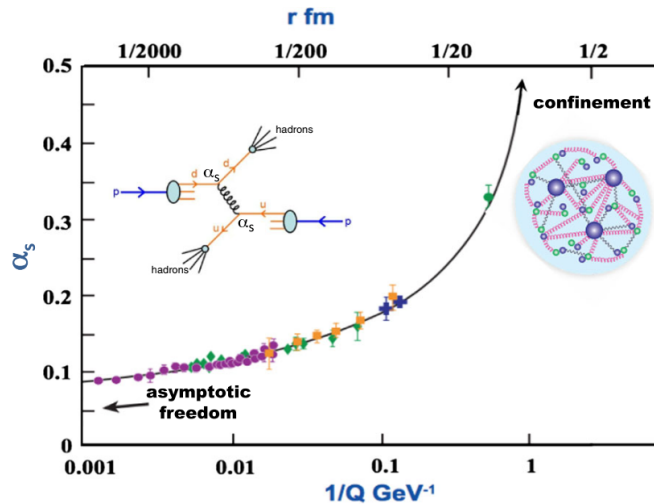 r fm
1/2000 1/200 1/20 1/2
0.5
confinement
hadrons
0.4
d
d
αs
p
0.3
u
u
αs
p
hadrons
αs
0.2
0.1
asymptotic
freedom
0
0.001 0.01 0.1 1
1/Q GeV⁻¹